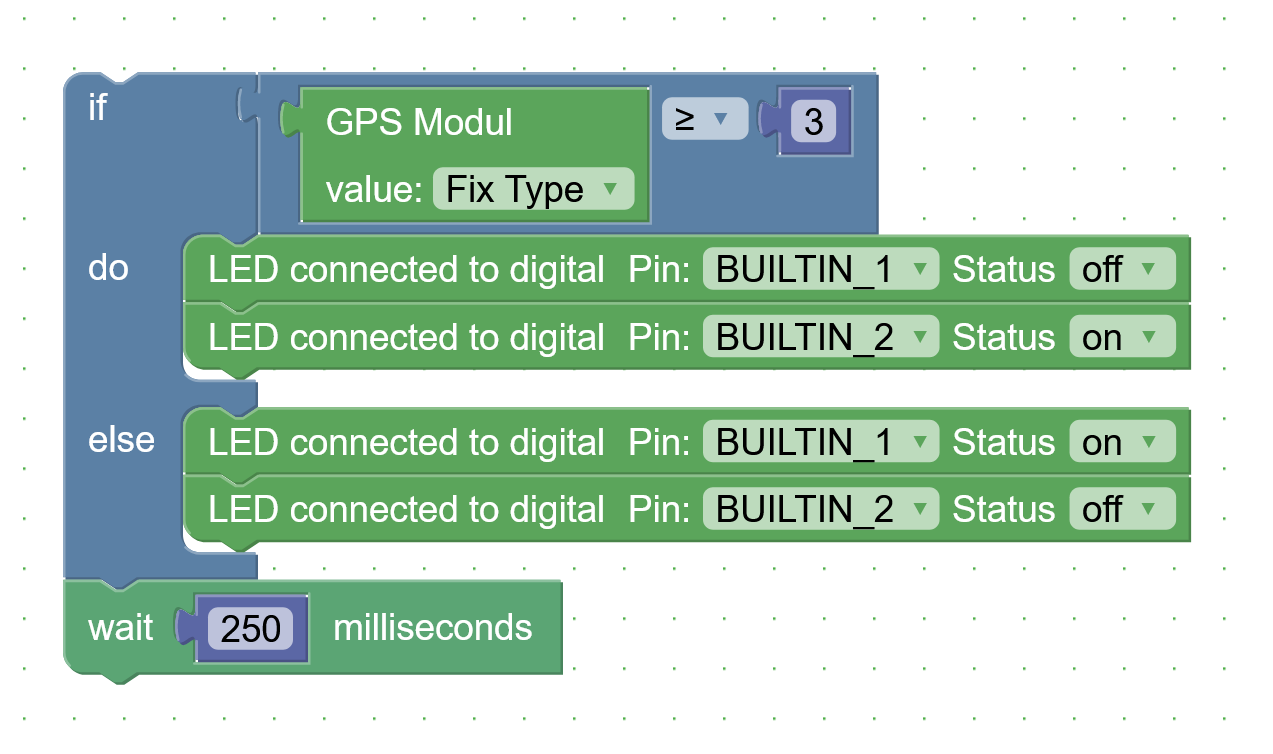 if GPS Modul ≥ 3
value: Fix Type
do LED connected to digital Pin: BUILTIN_1 Status off
LED connected to digital Pin: BUILTIN_2 Status on
else LED connected to digital Pin: BUILTIN_1 Status on
LED connected to digital Pin: BUILTIN_2 Status off
wait 250 milliseconds